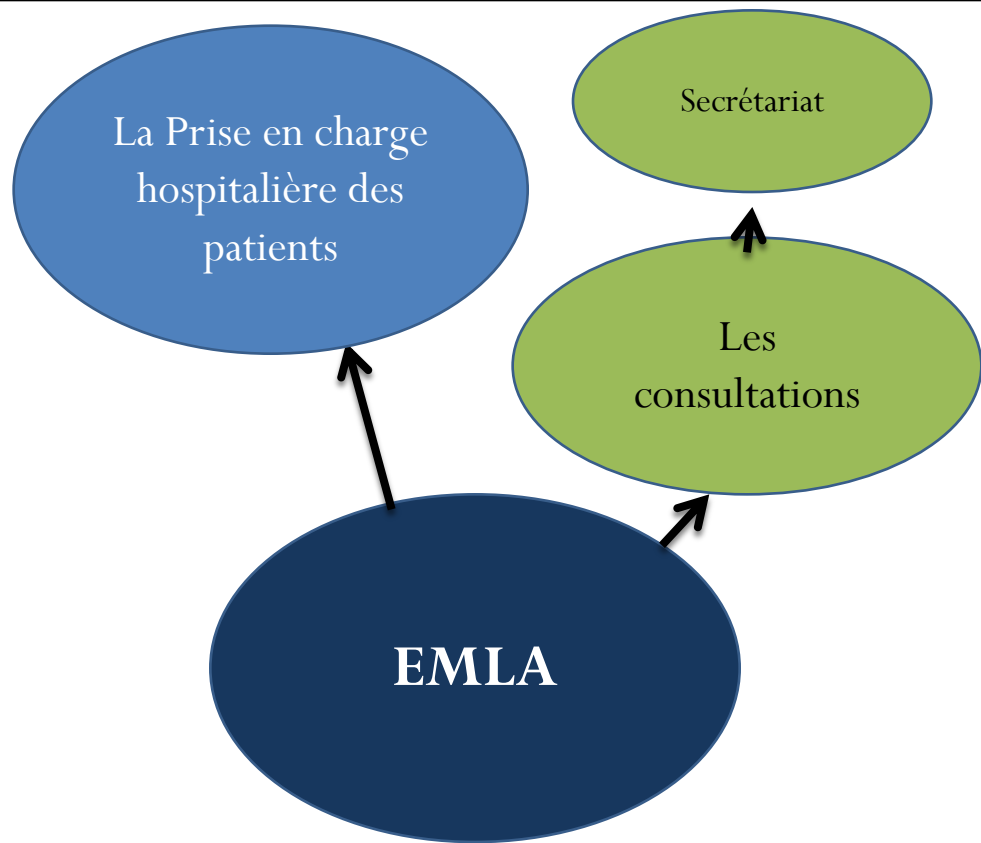 La Prise en charge
hospitalière des
patients
Secrétariat
Les
consultations
EMLA